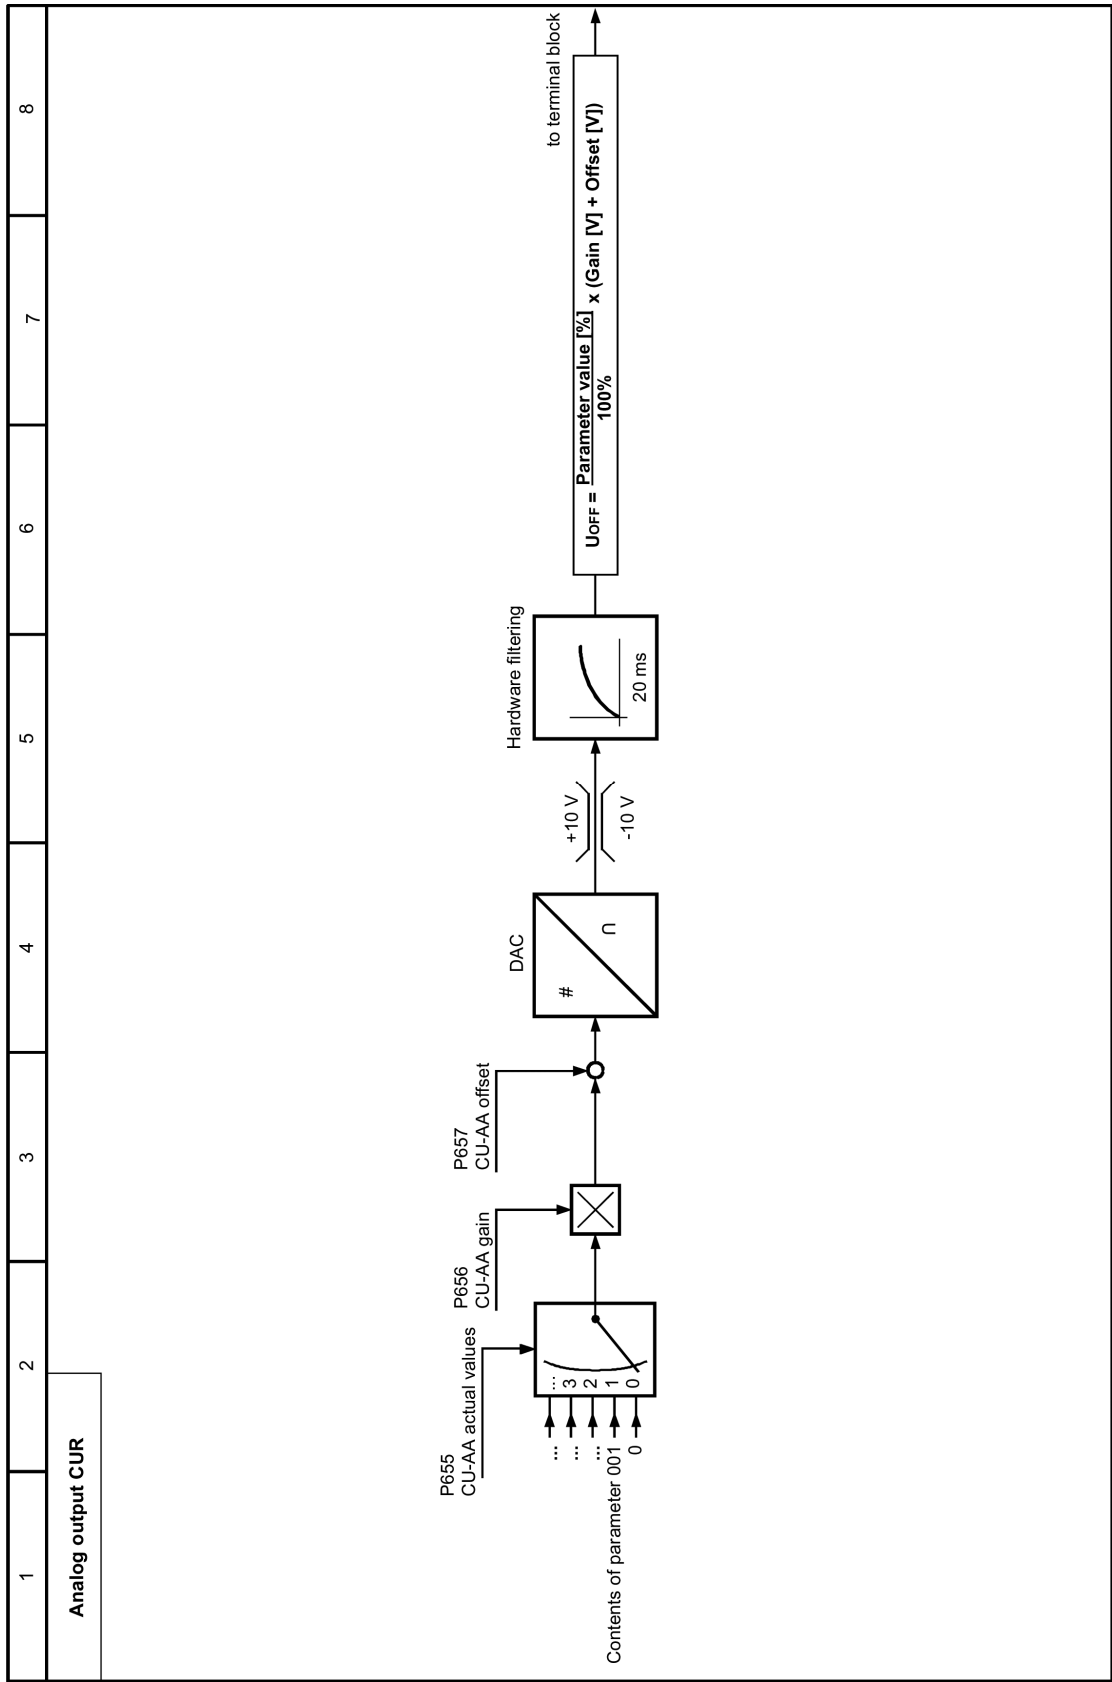 1 2 3 4 5 6 7 8
Analog output CUR
P655
CU-AA actual values
P656
CU-AA gain
P657
CU-AA offset
DAC
#
U
+10 V
-10 V
Hardware filtering
20 ms
to terminal block
UOFF = Parameter value [%] x (Gain [V] + Offset [V])
100%
... ...
... 3
... 2
Contents of parameter 001 1
0 0